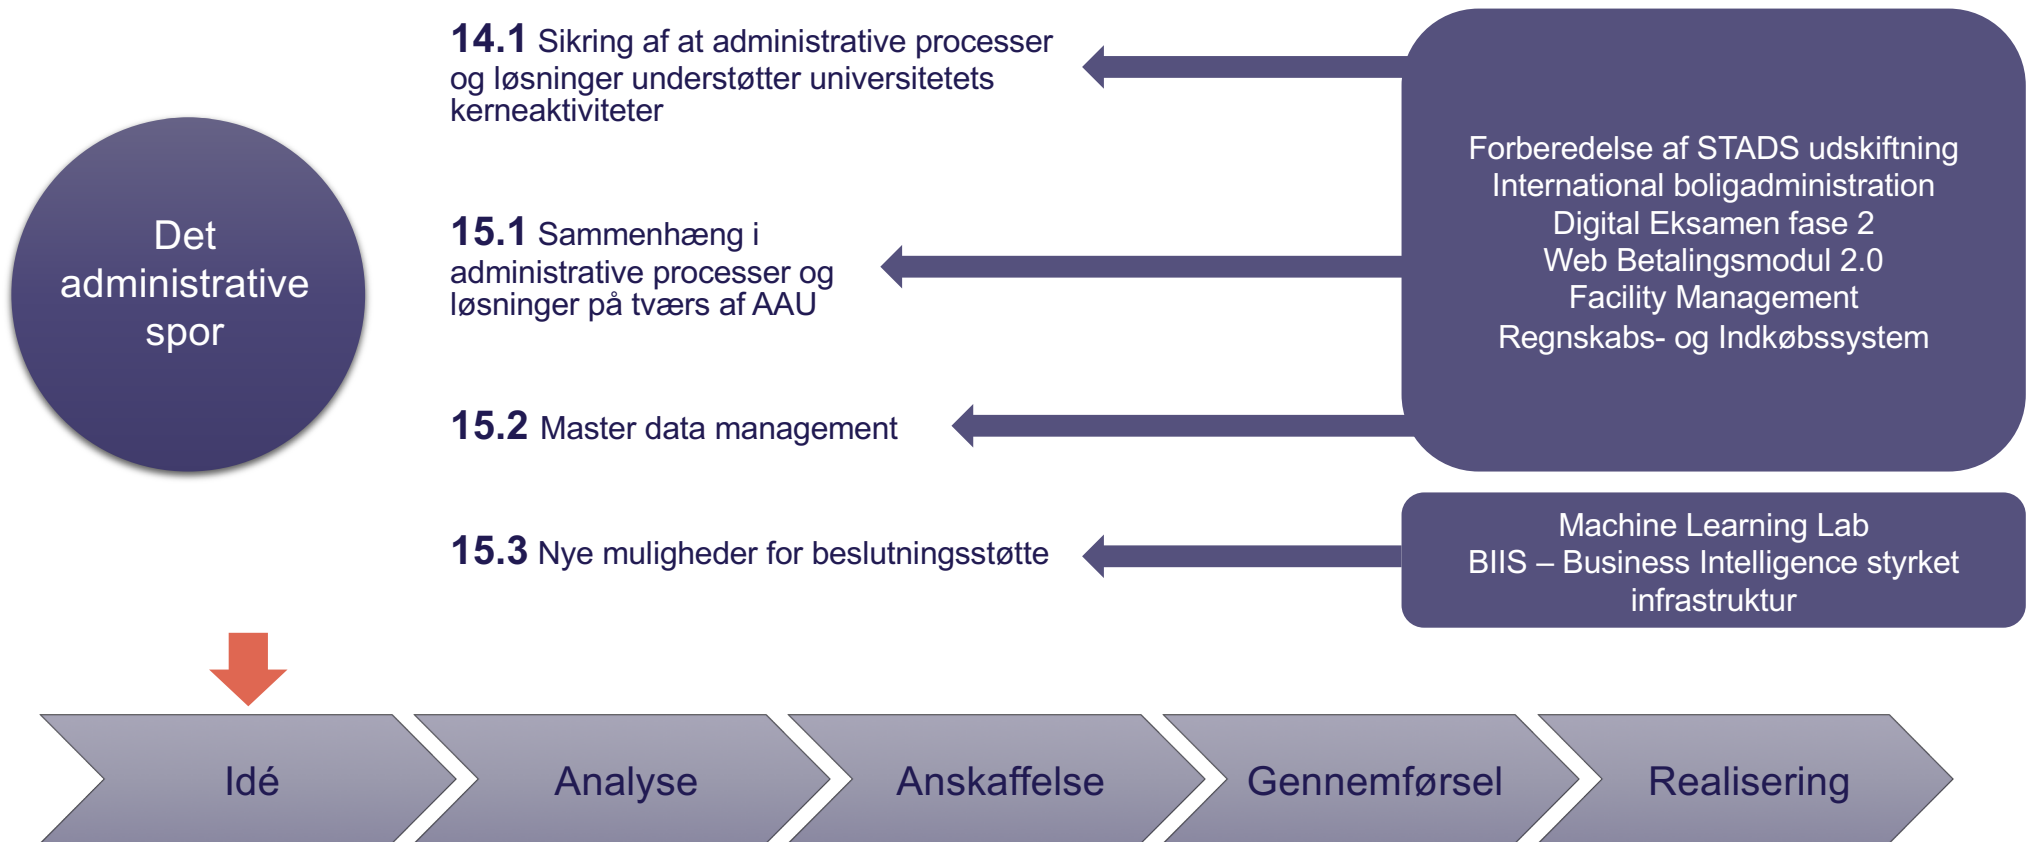 Det
administrative
spor
14.1 Sikring af at administrative processer
og løsninger understøtter universitetets
kerneaktiviteter
15.1 Sammenhæng i
administrative processer og
løsninger på tværs af AAU
15.2 Master data management
15.3 Nye muligheder for beslutningsstøtte
Forberedelse af STADS udskiftning
International boligadministration
Digital Eksamen fase 2
Web Betalingsmodul 2.0
Facility Management
Regnskabs- og Indkøbssystem
Machine Learning Lab
BIIS – Business Intelligence styrket
infrastruktur
Idé
Analyse
Anskaffelse
Gennemførsel
Realisering